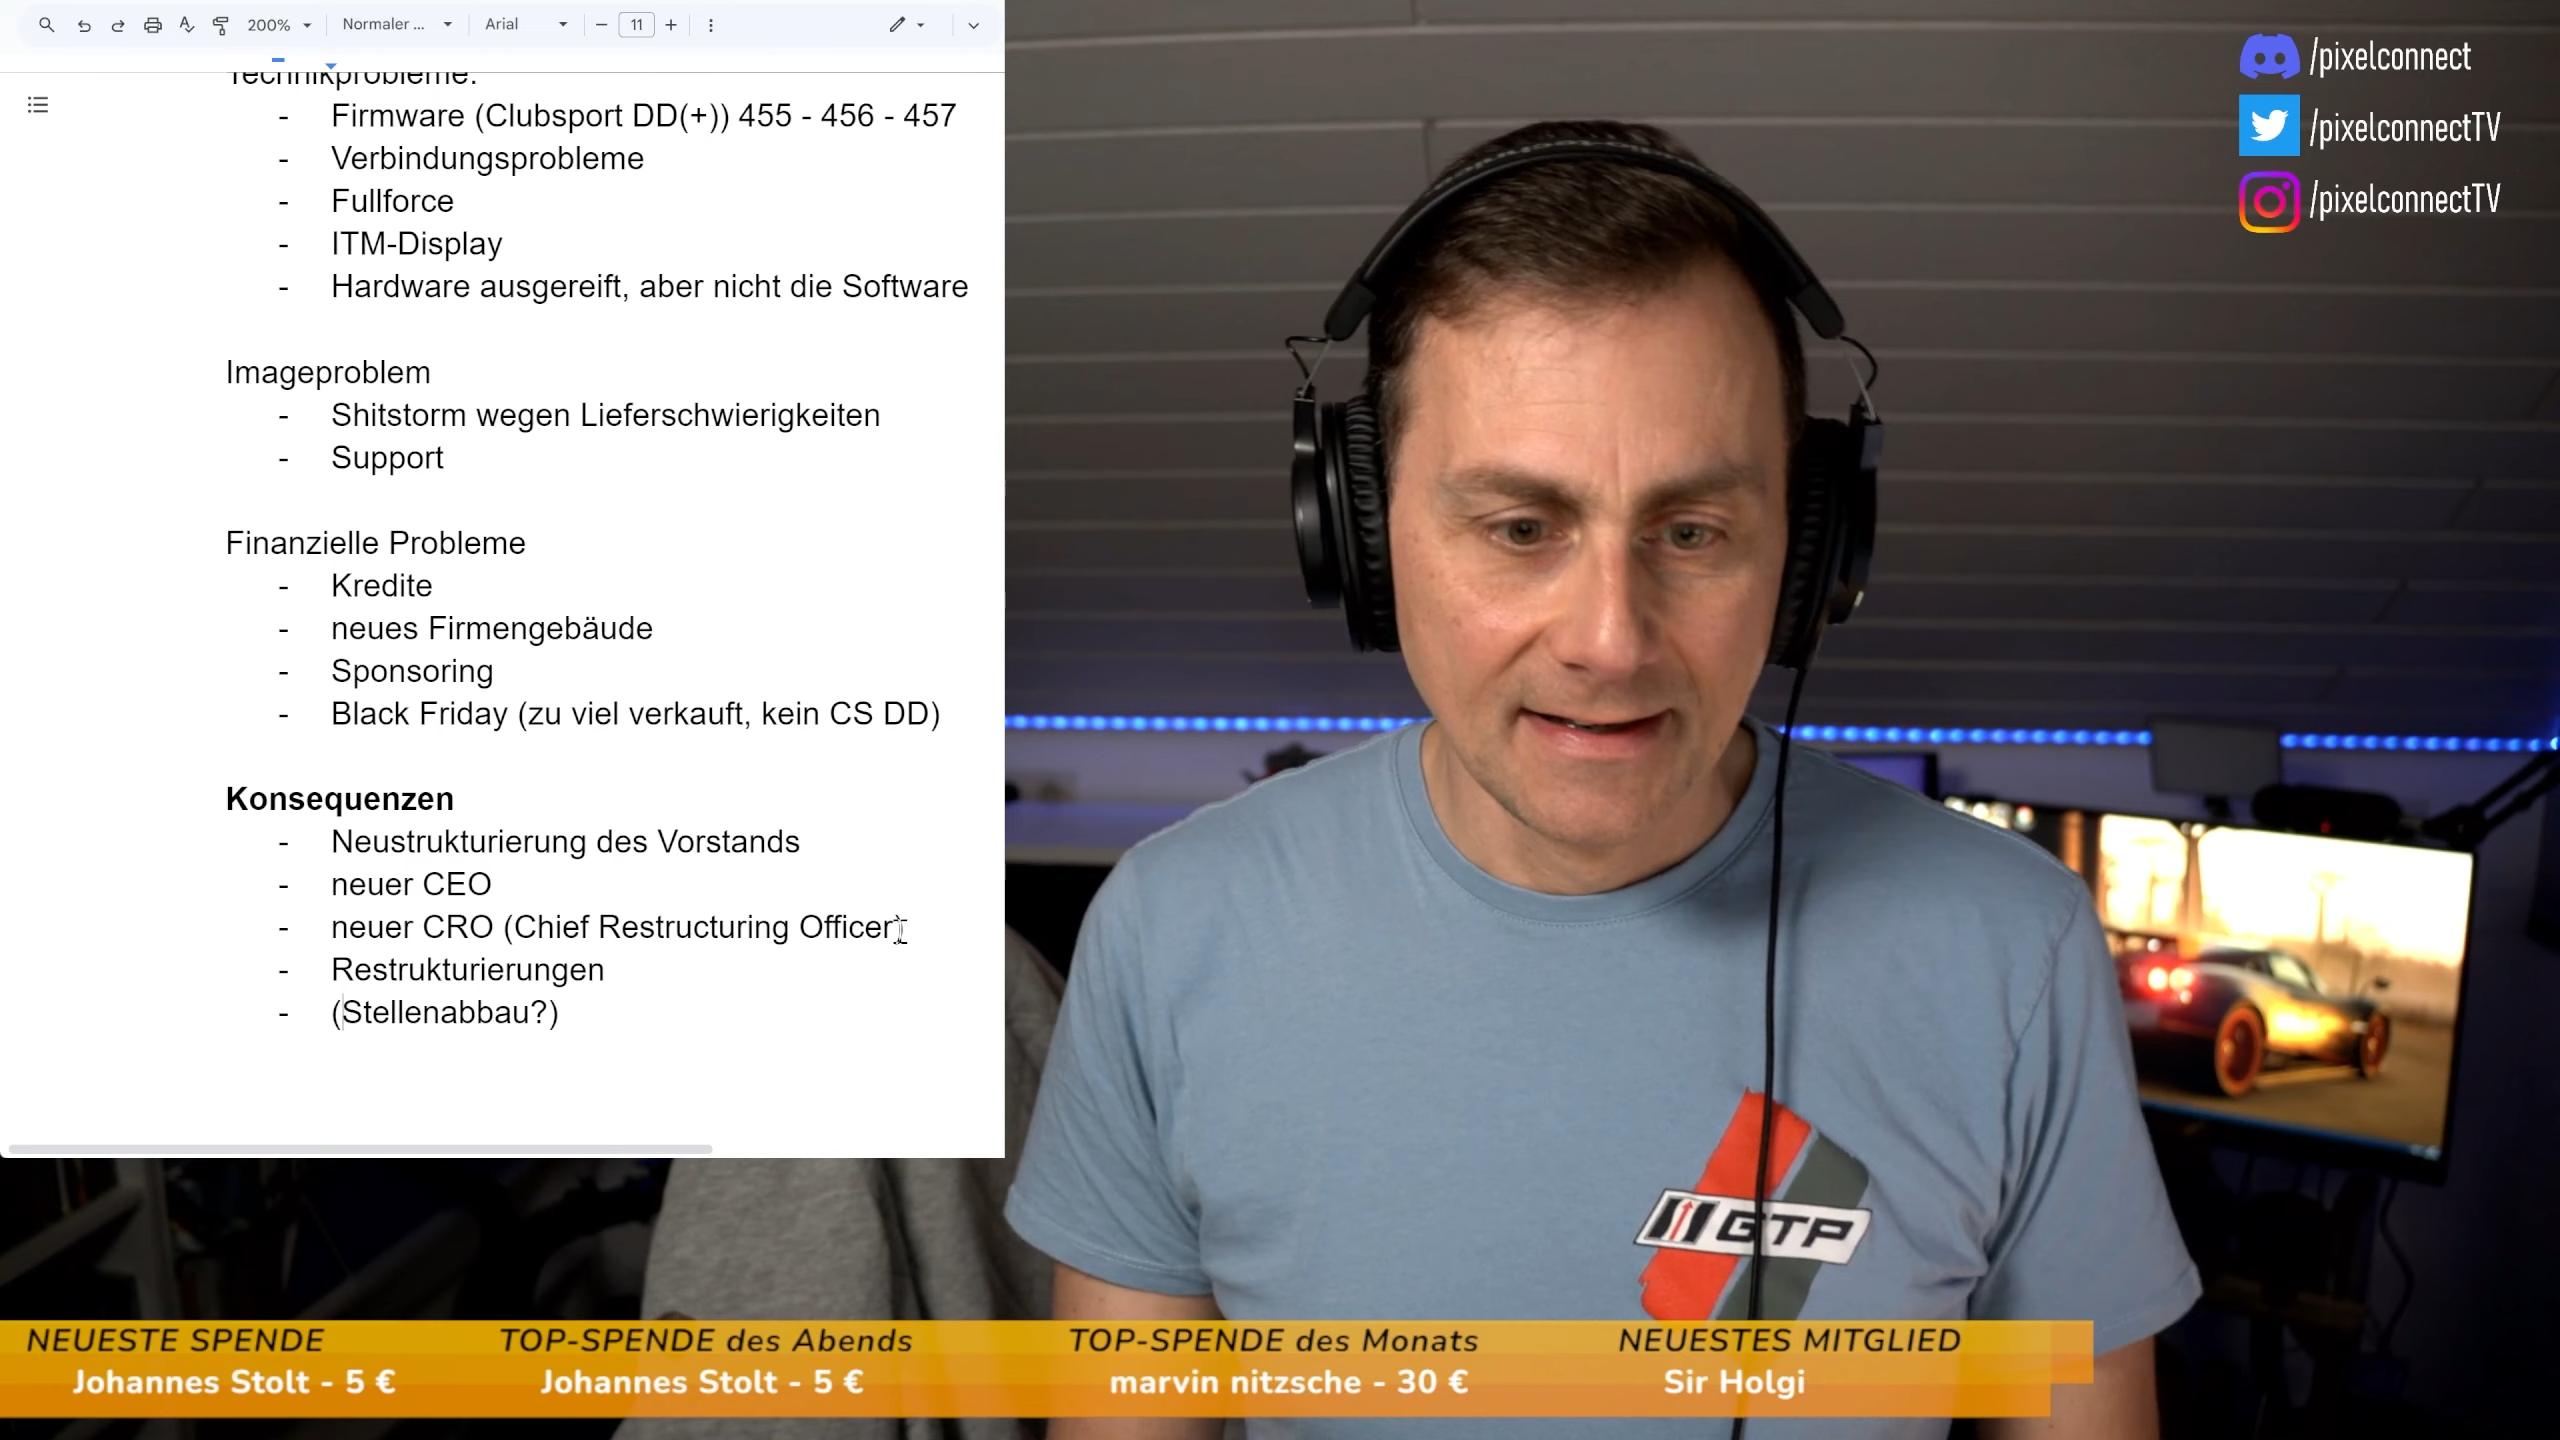 200%
Normaler ...
Arial
11
Technikprobleme:
- Firmware (Clubsport DD(+)) 455 - 456 - 457
- Verbindungsprobleme
- Fullforce
- ITM-Display
- Hardware ausgereift, aber nicht die Software
Imageproblem
- Shitstorm wegen Lieferschwierigkeiten
- Support
Finanzielle Probleme
- Kredite
- neues Firmengebäude
- Sponsoring
- Black Friday (zu viel verkauft, kein CS DD)
Konsequenzen
- Neustrukturierung des Vorstands
- neuer CEO
- neuer CRO (Chief Restructuring Officer)
- Restrukturierungen
- (Stellenabbau?)
/pixelconnect
/pixelconnectTV
/pixelconnectTV
GTP
NEUESTE SPENDE
Johannes Stolt - 5 €
TOP-SPENDE des Abends
Johannes Stolt - 5 €
TOP-SPENDE des Monats
marvin nitzsche - 30 €
NEUESTES MITGLIED
Sir Holgi